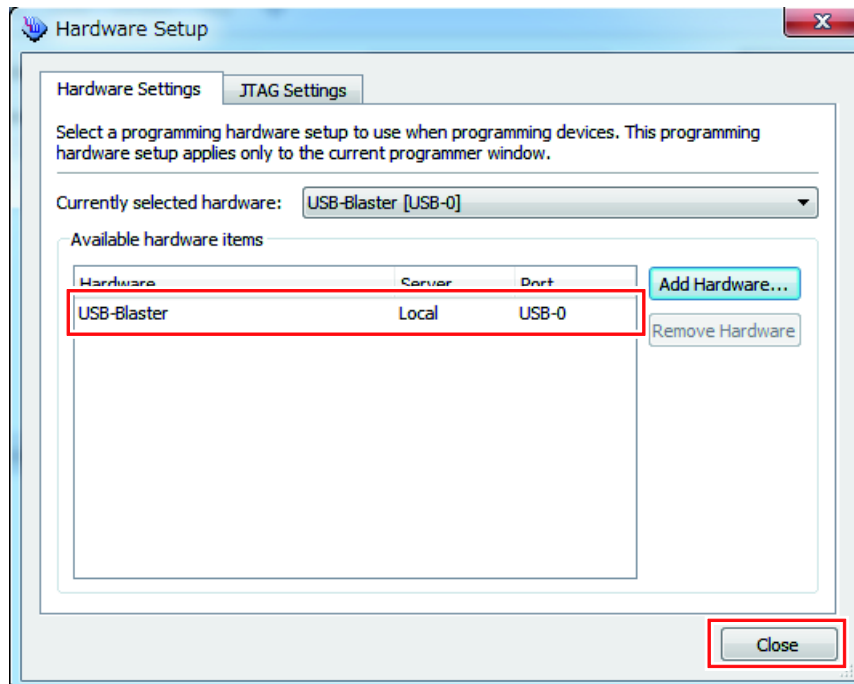 Hardware Setup
Hardware Settings
JTAG Settings
Select a programming hardware setup to use when programming devices. This programming
hardware setup applies only to the current programmer window.
Currently selected hardware: USB-Blaster [USB-0]
Available hardware items
Hardware Server Port
Add Hardware...
USB-Blaster Local USB-0
Remove Hardware
Close